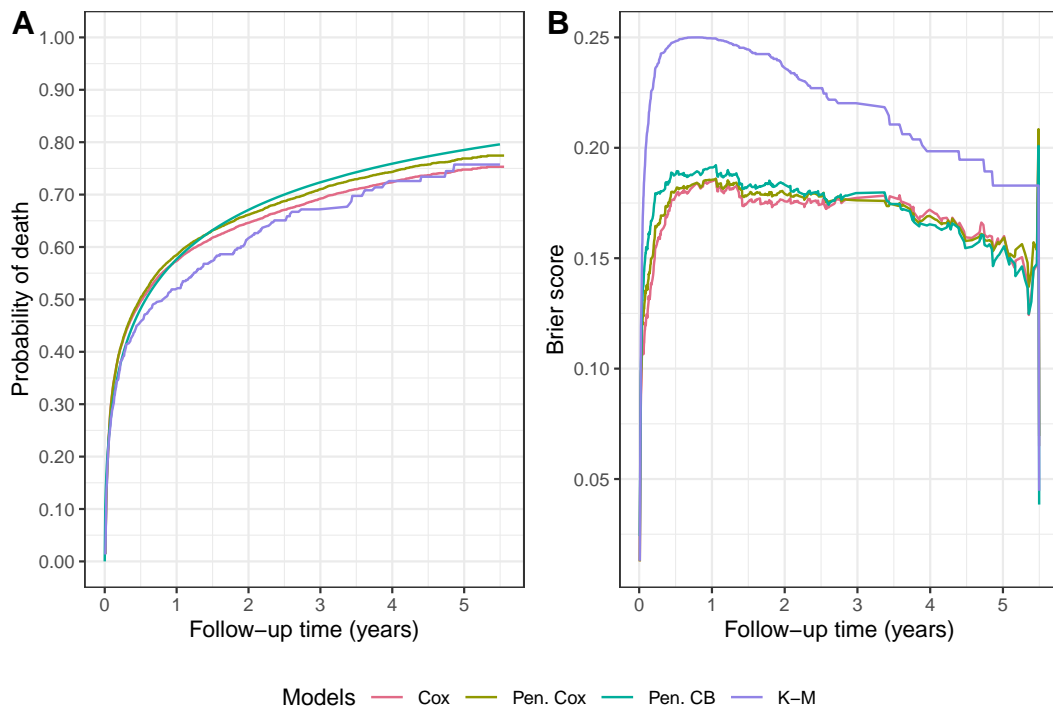 A
Probability of death
1.00
0.90
0.80
0.70
0.60
0.50
0.40
0.30
0.20
0.10
0.00
0 1 2 3 4 5
Follow−up time (years)
B
Brier score
0.25
0.20
0.15
0.10
0.05
0 1 2 3 4 5
Follow−up time (years)
Models Cox Pen. Cox Pen. CB K−M